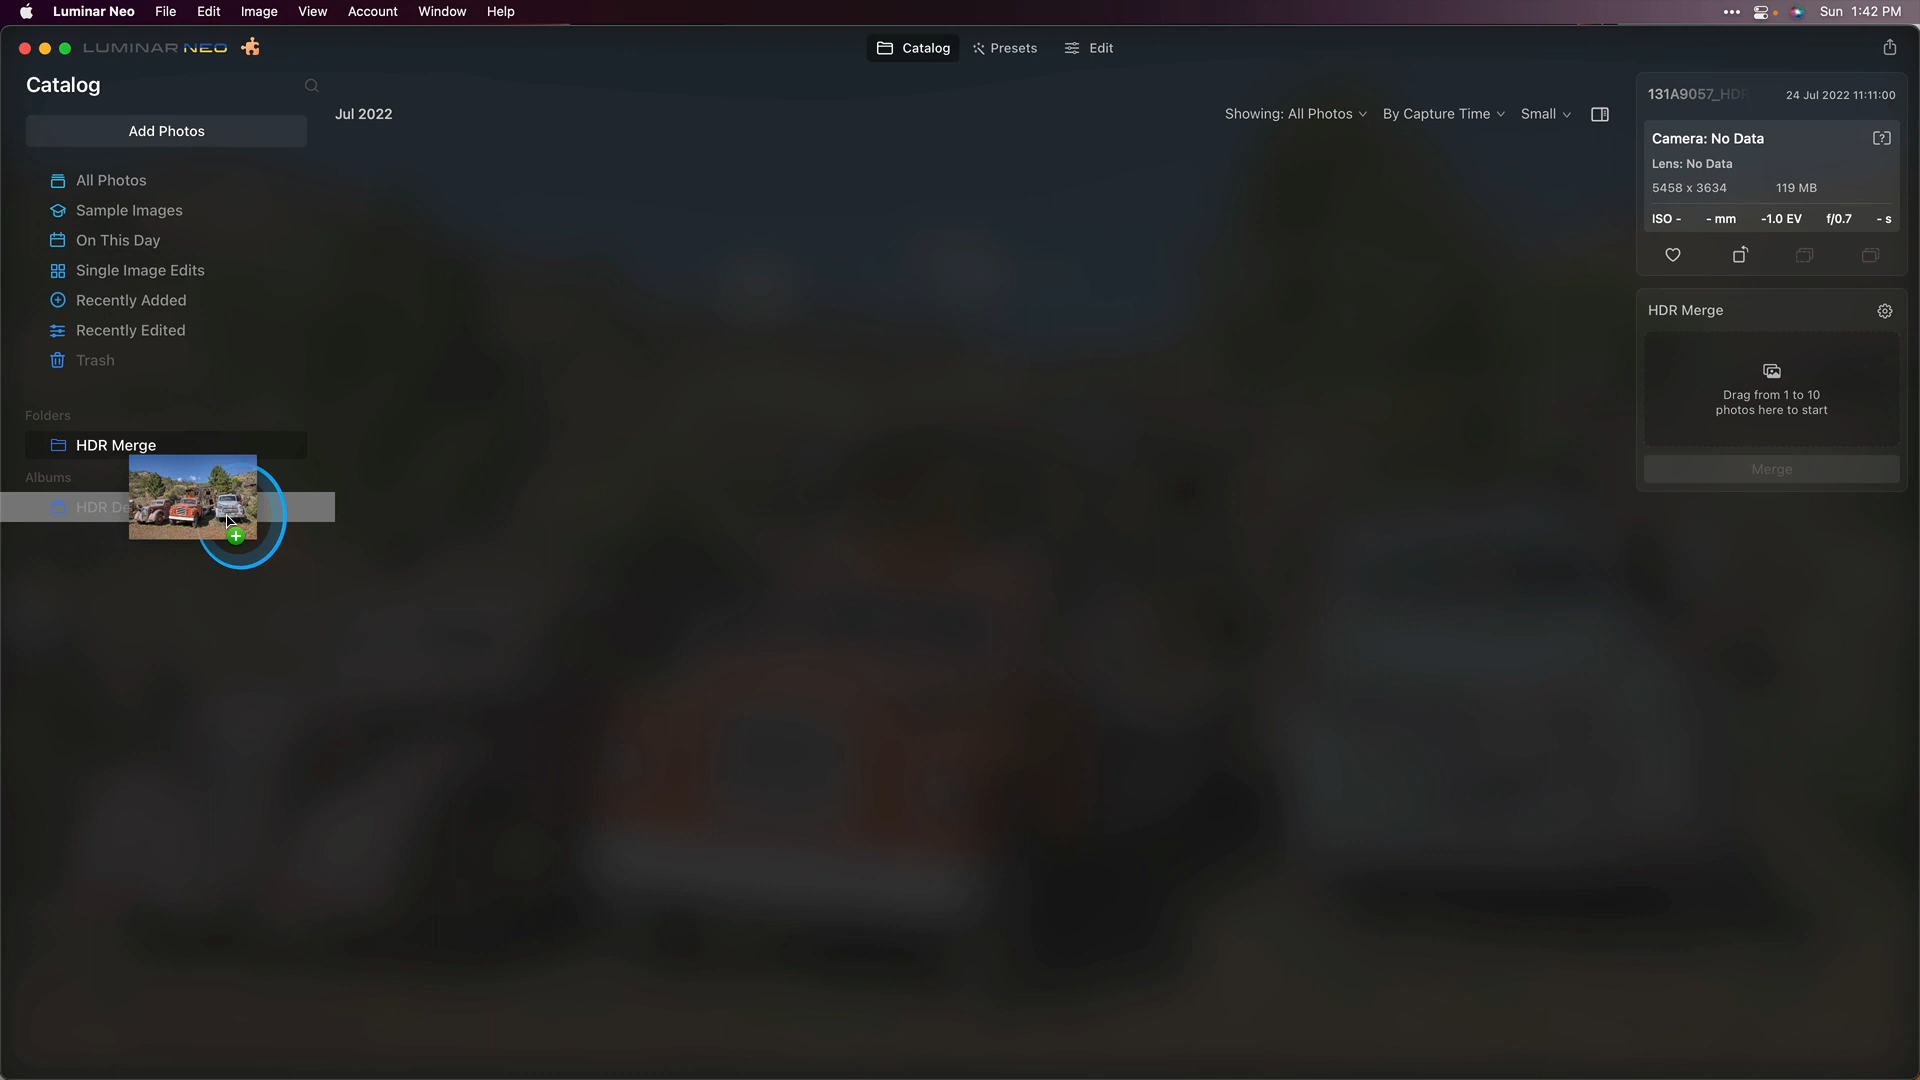 Luminar Neo File Edit Image View Account Window Help
Sun 1:42 PM
LUMINAR NEO
Catalog Presets Edit
Catalog
Add Photos
All Photos
Sample Images
On This Day
Single Image Edits
Recently Added
Recently Edited
Trash
Folders
HDR Merge
Albums
HDR
Jul 2022
Showing: All Photos By Capture Time Small
131A9057_HDR 24 Jul 2022 11:11:00
Camera: No Data
Lens: No Data
5458 x 3634 119 MB
ISO - - mm -1.0 EV f/0.7 - s
HDR Merge
Drag from 1 to 10
photos here to start
Merge